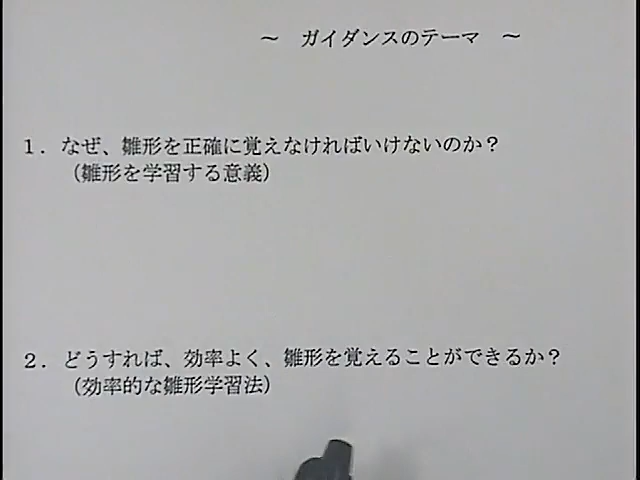 ～　ガイダンスのテーマ　～
１．なぜ、雛形を正確に覚えなければいけないのか？
（雛形を学習する意義）
２．どうすれば、効率よく、雛形を覚えることができるか？
（効率的な雛形学習法）